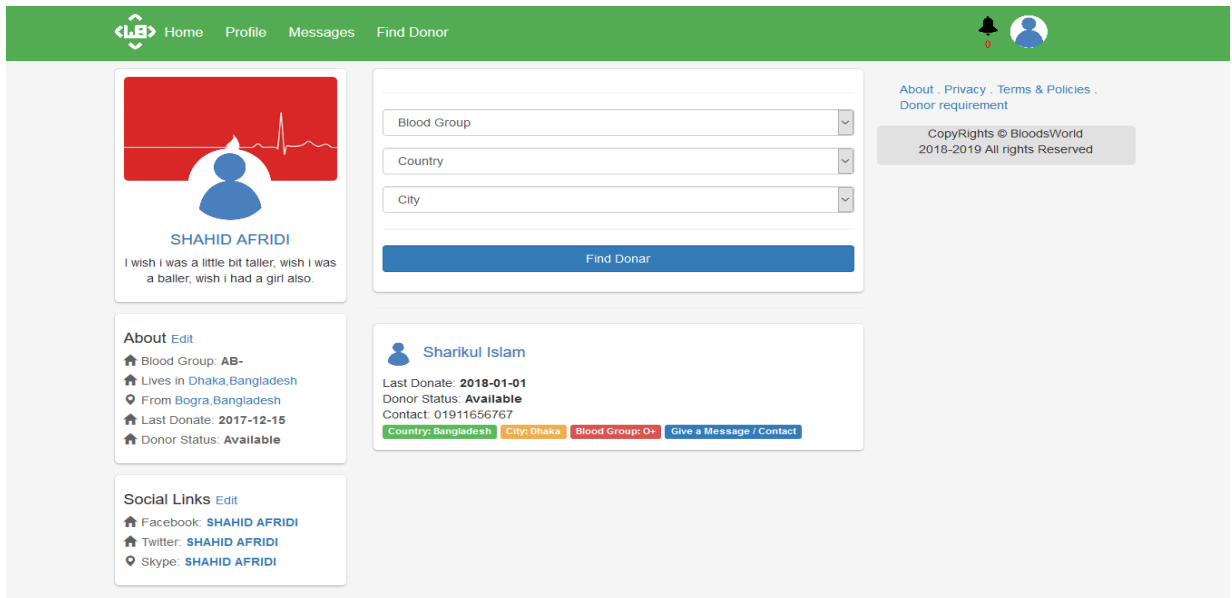 LB
Home Profile Messages Find Donor
0
SHAHID AFRIDI
I wish i was a little bit taller, wish i was
a baller, wish i had a girl also.
About Edit
Blood Group: AB-
Lives in Dhaka,Bangladesh
From Bogra,Bangladesh
Last Donate: 2017-12-15
Donor Status: Available
Social Links Edit
Facebook: SHAHID AFRIDI
Twitter: SHAHID AFRIDI
Skype: SHAHID AFRIDI
Blood Group
Country
City
Find Donar
Sharikul Islam
Last Donate: 2018-01-01
Donor Status: Available
Contact: 01911656767
Country: Bangladesh City: Dhaka Blood Group: O+ Give a Message / Contact
About . Privacy . Terms & Policies .
Donor requirement
CopyRights © BloodsWorld
2018-2019 All rights Reserved